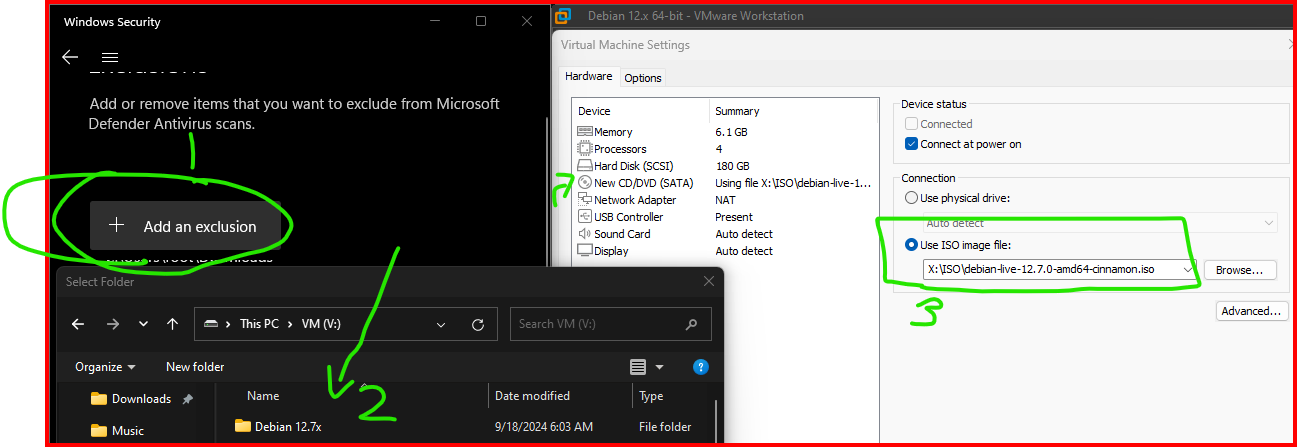 Windows Security
Exclusions
Add or remove items that you want to exclude from Microsoft
Defender Antivirus scans.
1
+ Add an exclusion
Select Folder
This PC > VM (V:)
Search VM (V:)
Organize
New folder
Name
Date modified
Type
Downloads
2
Debian 12.7x
9/18/2024 6:03 AM
File folder
Music
Debian 12.x 64-bit - VMware Workstation
Virtual Machine Settings
Hardware
Options
Device
Summary
Memory
6.1 GB
Processors
4
Hard Disk (SCSI)
180 GB
New CD/DVD (SATA)
Using file X:\ISO\debian-live-1...
Network Adapter
NAT
USB Controller
Present
Sound Card
Auto detect
Display
Auto detect
Device status
Connected
Connect at power on
Connection
Use physical drive:
Auto detect
Use ISO image file:
X:\ISO\debian-live-12.7.0-amd64-cinnamon.iso
Browse...
3
Advanced...